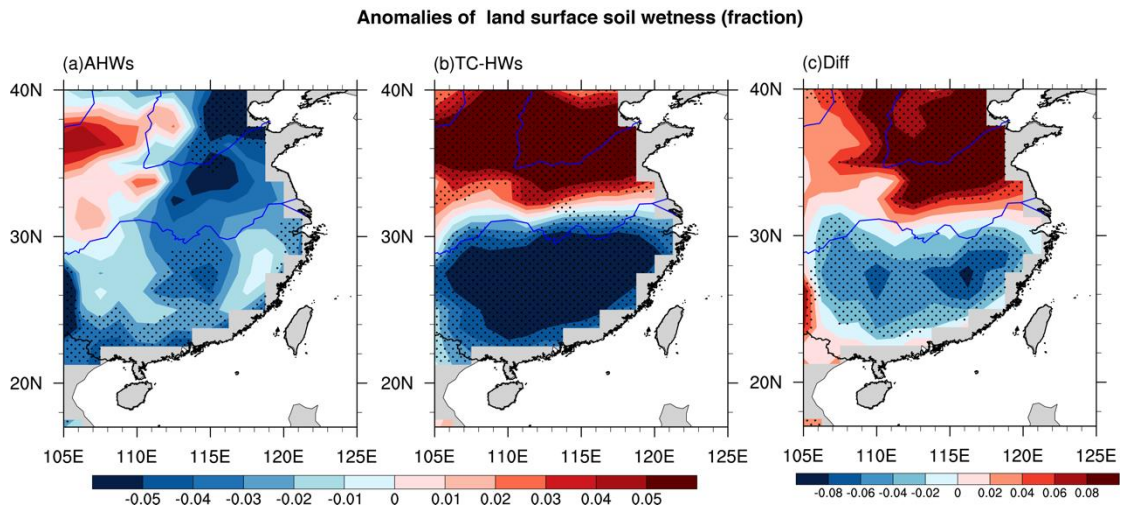 Anomalies of land surface soil wetness (fraction)
(a)AHWs (b)TC-HWs (c)Diff
40N 40N 40N
30N 30N 30N
20N 20N 20N
105E 110E 115E 120E 105E 110E 115E 120E 105E 110E 115E 120E 125E
-0.05 -0.04 -0.03 -0.02 -0.01 0 0.01 0.02 0.03 0.04 0.05 -0.08 -0.06 -0.04 -0.02 0 0.02 0.04 0.06 0.08